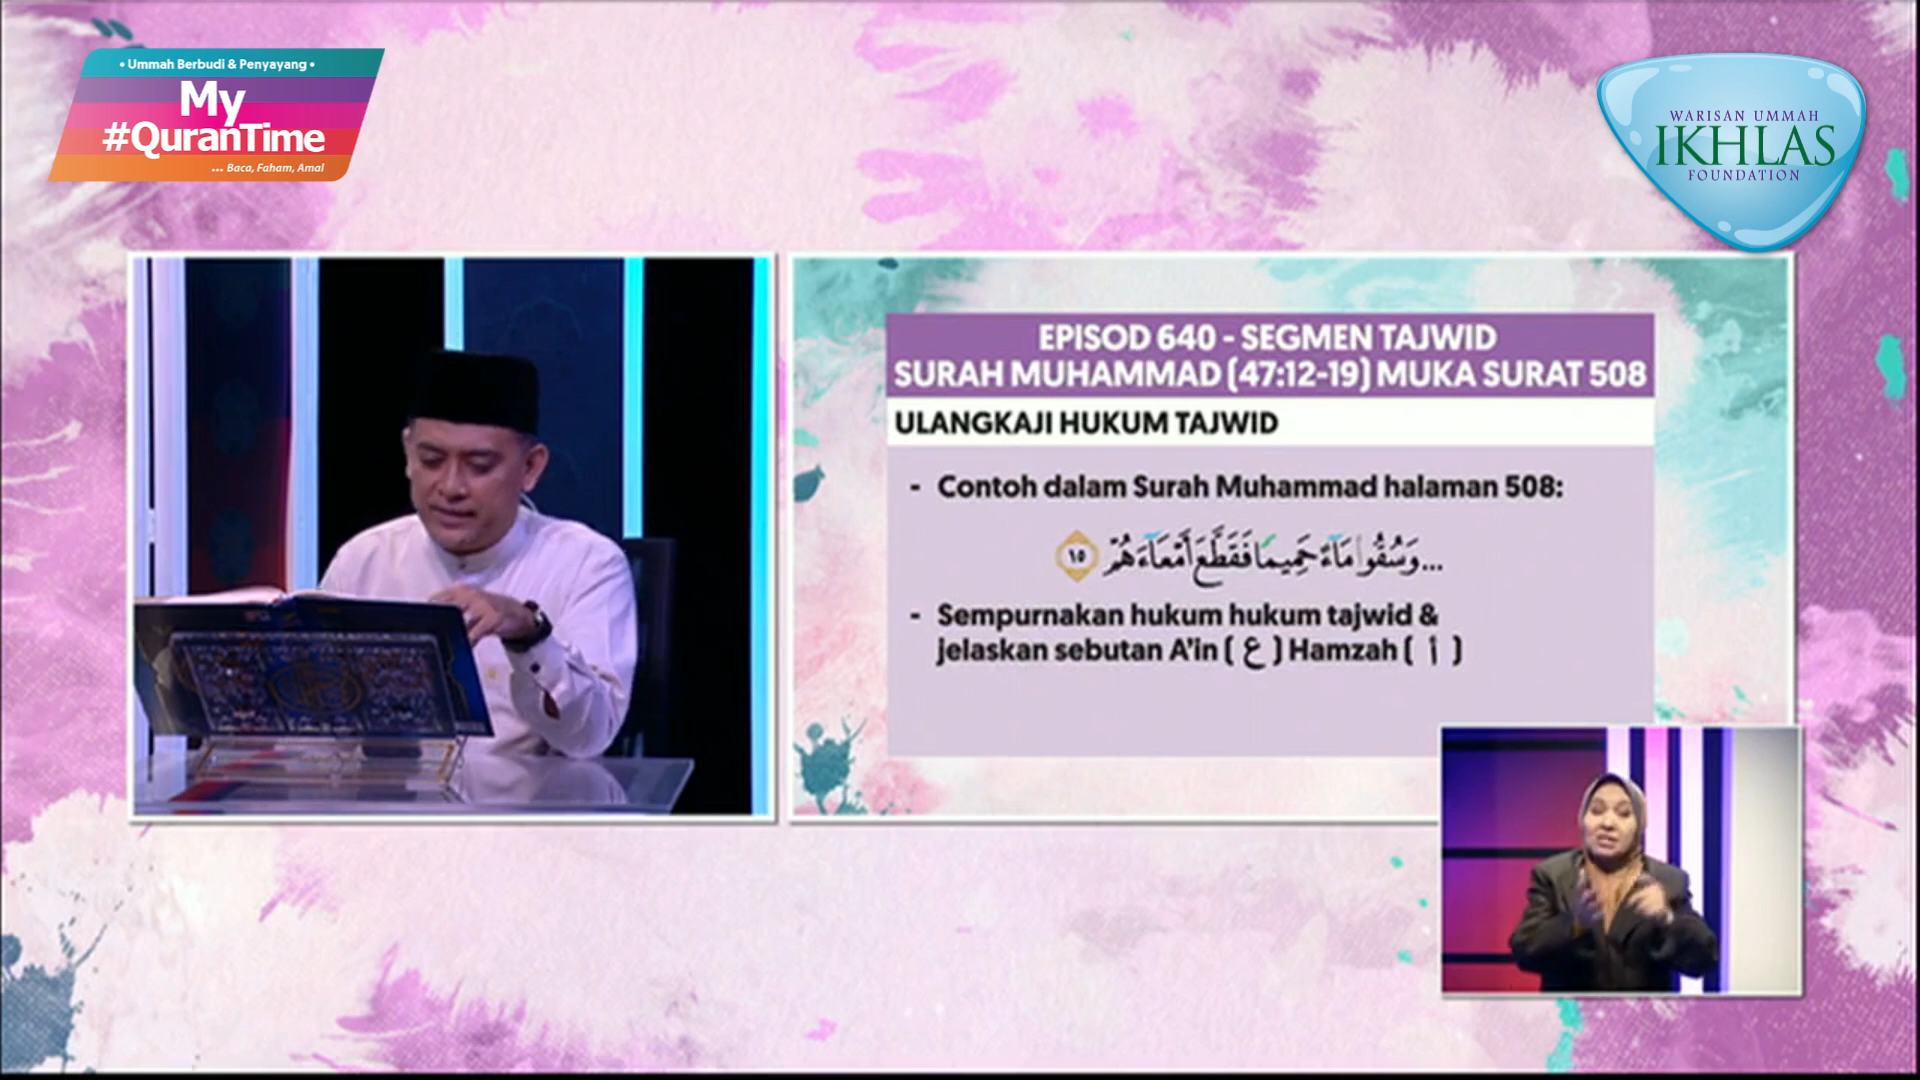 • Ummah Berbudi & Penyayang •
My
#QuranTime
... Baca, Faham, Amal
WARISAN UMMAH
IKHLAS
FOUNDATION
EPISOD 640 - SEGMEN TAJWID
SURAH MUHAMMAD (47:12-19) MUKA SURAT 508
ULANGKAJI HUKUM TAJWID
- Contoh dalam Surah Muhammad halaman 508:
...وَسُقُوا مَآءً حَمِيمًا فَقَطَّعَ أَمْعَآءَهُمْ ١٥
- Sempurnakan hukum hukum tajwid &
jelaskan sebutan A'in ( ع ) Hamzah ( أ )